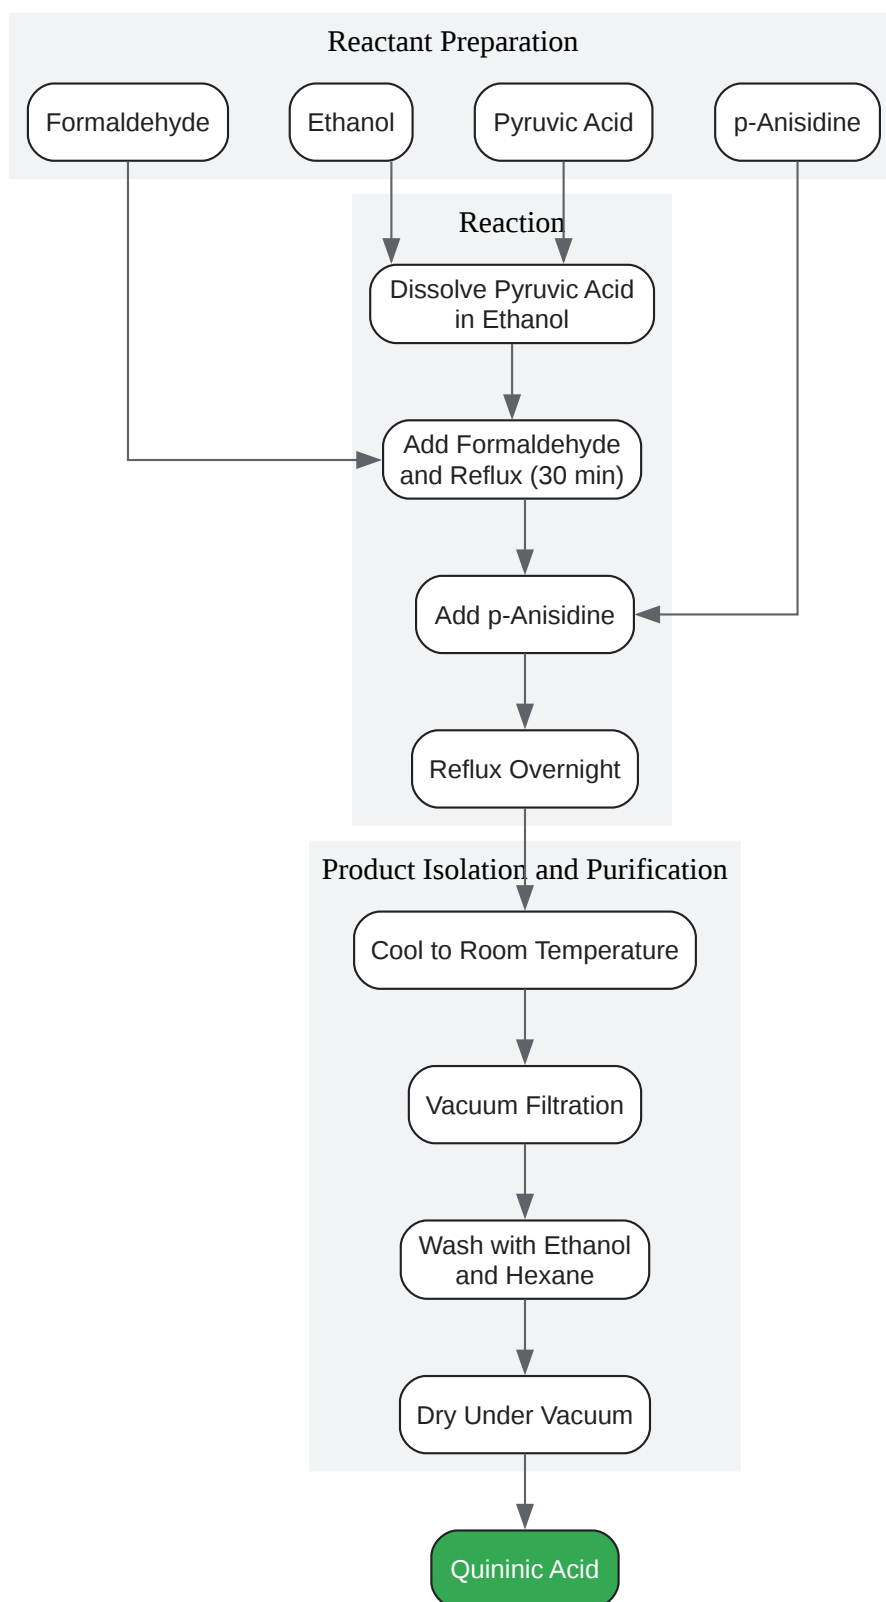 Reactant Preparation
Formaldehyde
Ethanol
Pyruvic Acid
p-Anisidine
Reaction
Dissolve Pyruvic Acid
in Ethanol
Add Formaldehyde
and Reflux (30 min)
Add p-Anisidine
Reflux Overnight
Product Isolation and Purification
Cool to Room Temperature
Vacuum Filtration
Wash with Ethanol
and Hexane
Dry Under Vacuum
Quininic Acid